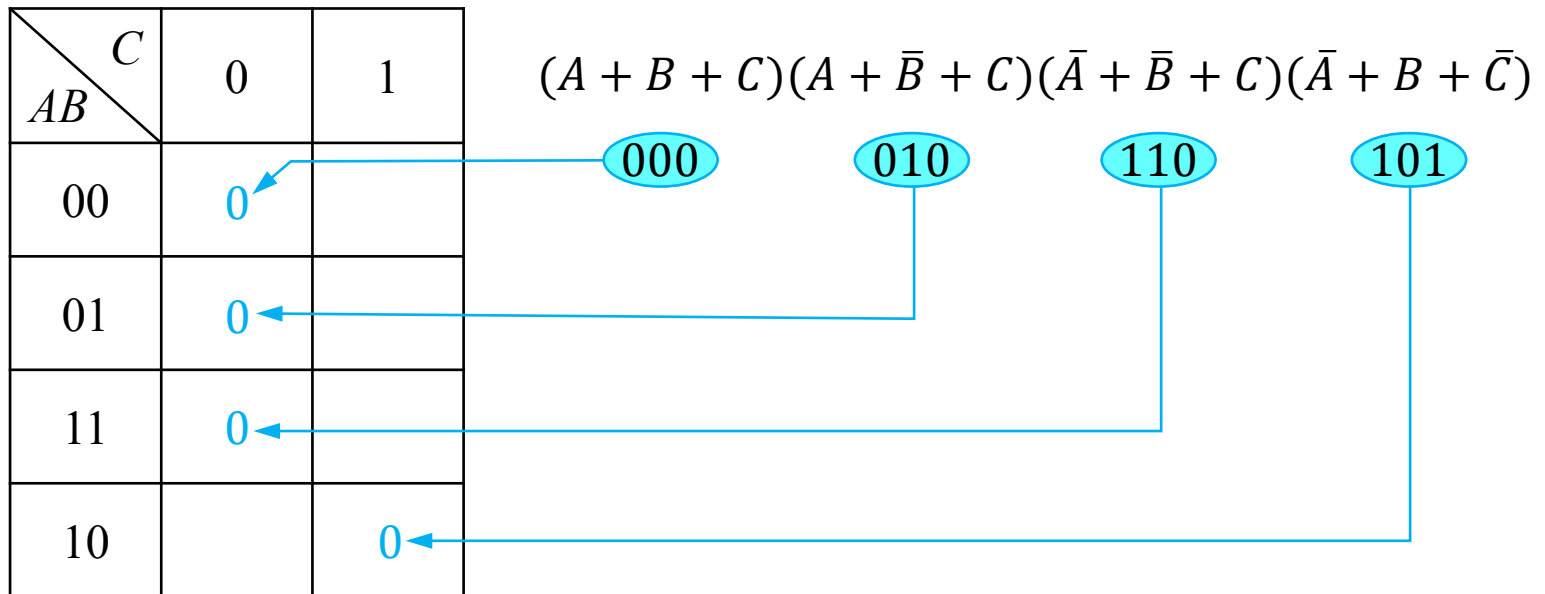 C 0 1 (A + B + C)(A + B̅ + C)(A̅ + B̅ + C)(A̅ + B + C̅)
AB
000 010 110 101
00 0
01 0
11 0
10 0